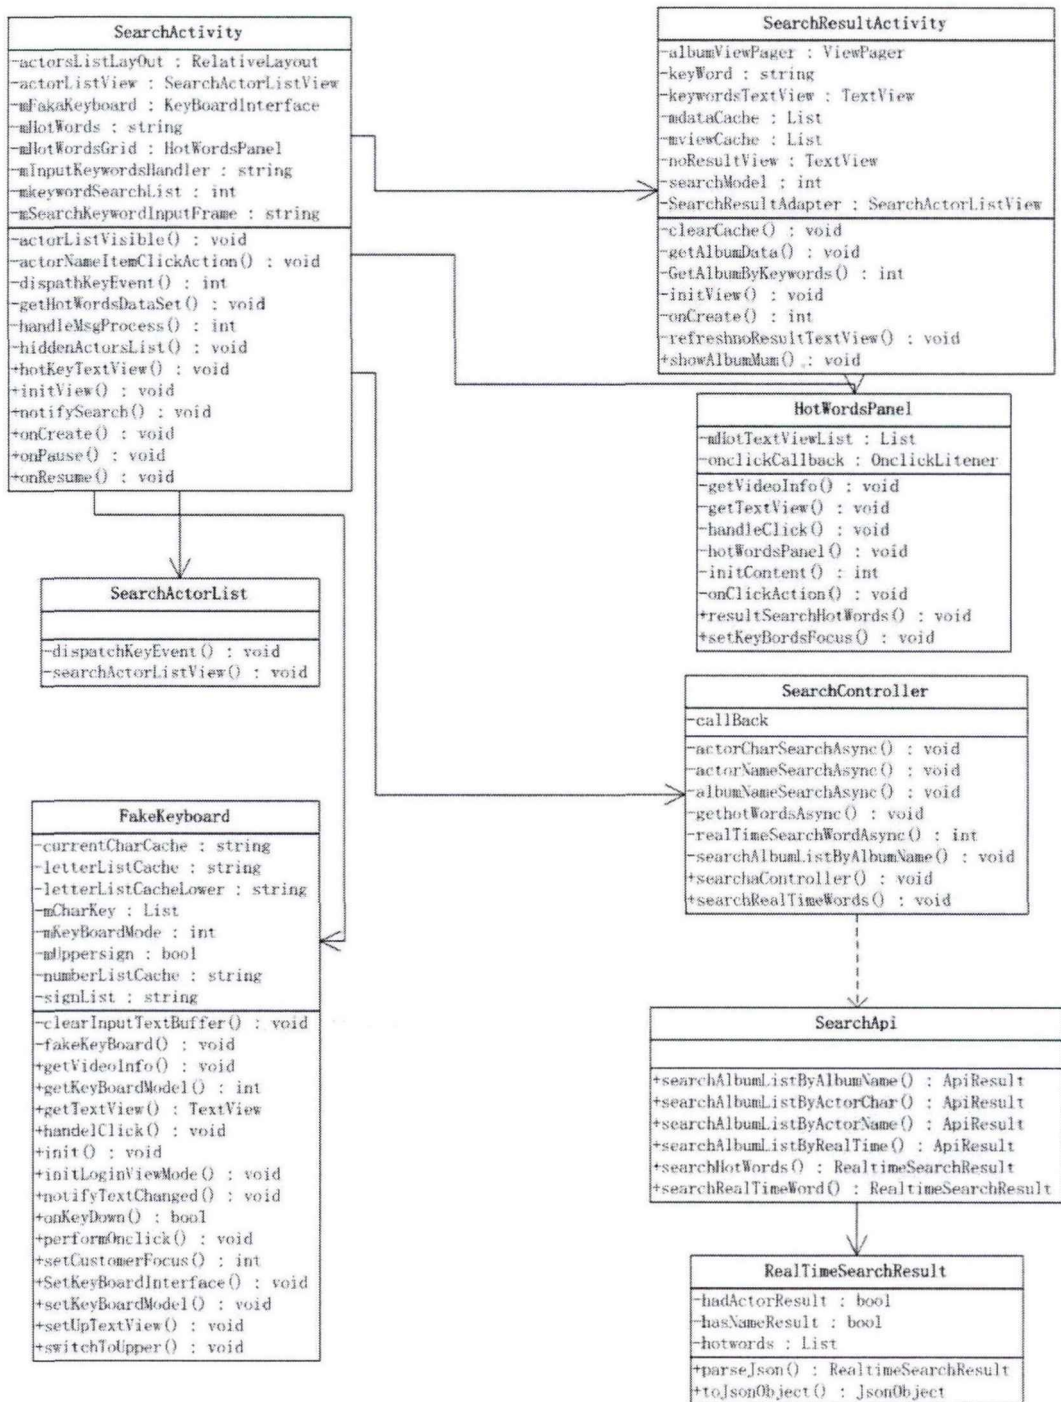 SearchActivity
-actorsListLayOut : RelativeLayout
-actorListView : SearchActorListView
-mFakaKeyboard : KeyBoardInterface
-mHotWords : string
-mHotWordsGrid : HotWordsPanel
-mInputKeywordsHandler : string
-mkeywordSearchList : int
-mSearchKeywordInputFrame : string
-actorListVisible() : void
-actorNameItemClickAction() : void
-dispathKeyEvent() : int
-getHotWordsDataSet() : void
-handleMsgProcess() : int
-hiddenActorsList() : void
+hotKeyTextView() : void
+initView() : void
+notifySearch() : void
+onCreate() : void
+onPause() : void
+onResume() : void
SearchResultActivity
-albumViewPager : ViewPager
-keyWord : string
-keywordsTextView : TextView
-mdataCache : List
-mviewCache : List
-noResultView : TextView
-searchModel : int
-SearchResultAdapter : SearchActorListView
-clearCache() : void
-getAlbumData() : void
-GetAlbumByKeywords() : int
-initView() : void
-onCreate() : int
-refreshnoResultTextView() : void
+showAlbumMum() : void
HotWordsPanel
-mHotTextViewList : List
-onclickCallback : OnclickLitener
-getVideoInfo() : void
-getTextView() : void
-handleClick() : void
-hotWordsPanel() : void
-initContent() : int
-onClickAction() : void
+resultSearchHotWords() : void
+setKeyBordsFocus() : void
SearchActorList
-dispatchKeyEvent() : void
-searchActorListView() : void
SearchController
-callBack
-actorCharSearchAsync() : void
-actorNameSearchAsync() : void
-albumNameSearchAsync() : void
-gethotWordsAsync() : void
-realTimeSearchWordAsync() : int
-searchAlbumListByAlbumName() : void
+searchaController() : void
+searchRealTimeWords() : void
FakeKeyboard
-currentCharCache : string
-letterListCache : string
-letterListCacheLower : string
-mCharKey : List
-mKeyBoardMode : int
-mUppersign : bool
-numberListCache : string
-signList : string
-clearInputTextBuffer() : void
-fakeKeyBoard() : void
+getVideoInfo() : void
+getKeyBoardModel() : int
+getTextView() : TextView
+handelClick() : void
+init() : void
+initLoginViewMode() : void
+notifyTextChanged() : void
+onKeyDown() : bool
+performOnclick() : void
+setCustomerFocus() : int
+SetKeyBoardInterface() : void
+setKeyBoardModel() : void
+setUpTextView() : void
+switchToUpper() : void
SearchApi
+searchAlbumListByAlbumName() : ApiResult
+searchAlbumListByActorChar() : ApiResult
+searchAlbumListByActorName() : ApiResult
+searchAlbumListByRealTime() : ApiResult
+searchHotWords() : RealtimeSearchResult
+searchRealTimeWord() : RealtimeSearchResult
RealTimeSearchResult
-hadActorResult : bool
-hasNameResult : bool
-hotwords : List
+parseJson() : RealtimeSearchResult
+toJsonObject() : JsonObject